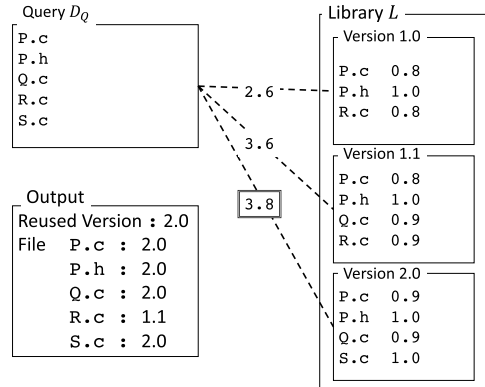 Query D_Q
P.c
P.h
Q.c
R.c
S.c
2.6
3.6
3.8
Output
Reused Version : 2.0
File P.c : 2.0
P.h : 2.0
Q.c : 2.0
R.c : 1.1
S.c : 2.0
Library L
Version 1.0
P.c 0.8
P.h 1.0
R.c 0.8
Version 1.1
P.c 0.8
P.h 1.0
Q.c 0.9
R.c 0.9
Version 2.0
P.c 0.9
P.h 1.0
Q.c 0.9
S.c 1.0